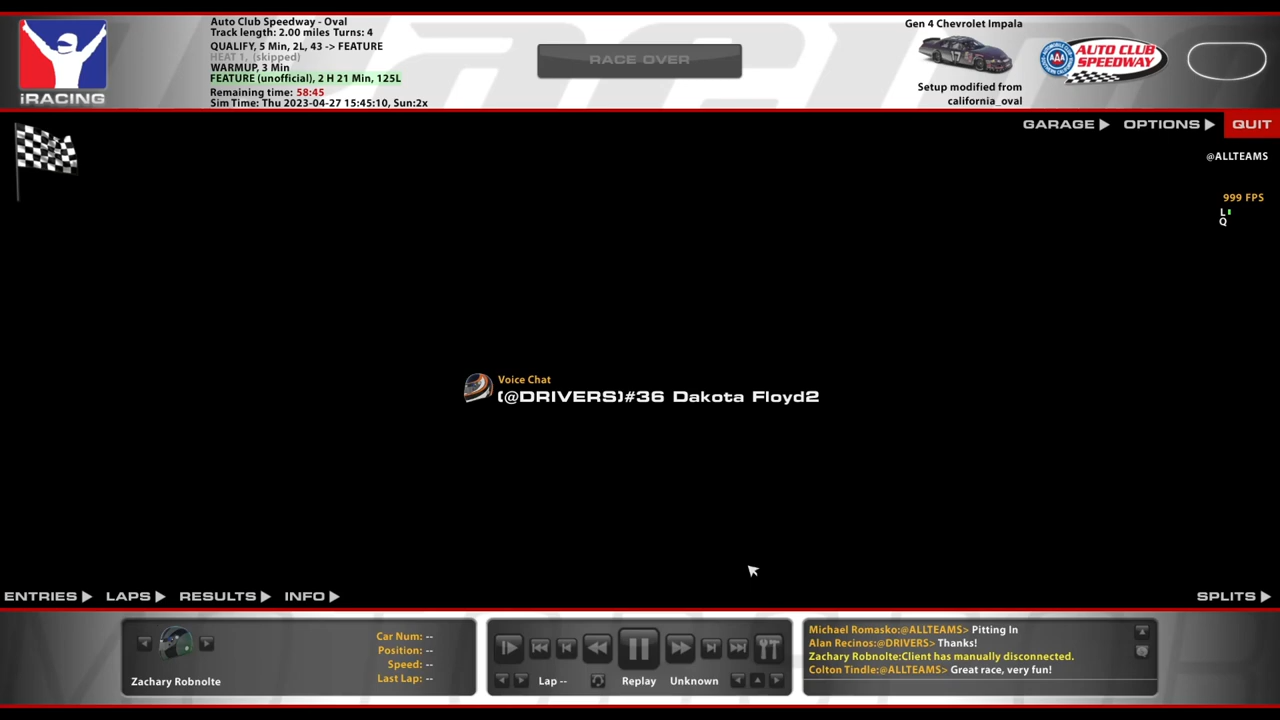 iRACING
Auto Club Speedway - Oval
Track length: 2.00 miles Turns: 4
QUALIFY, 5 Min, 2L, 43 -> FEATURE
HEAT 1, (skipped)
WARMUP, 3 Min
FEATURE (unofficial), 2 H 21 Min, 125L
Remaining time: 58:45
Sim Time: Thu 2023-04-27 15:45:10, Sun:2x
RACE OVER
Gen 4 Chevrolet Impala
17
Setup modified from
california_oval
AAA
AUTO CLUB
SPEEDWAY
GARAGE
OPTIONS
QUIT
@ALLTEAMS
999 FPS
L
Q
Voice Chat
(@DRIVERS)#36 Dakota Floyd2
ENTRIES
LAPS
RESULTS
INFO
SPLITS
Zachary Robnolte
Car Num: --
Position: --
Speed: --
Last Lap: --
Lap --
Replay
Unknown
Michael Romasko:@ALLTEAMS> Pitting In
Alan Recinos:@DRIVERS> Thanks!
Zachary Robnolte:Client has manually disconnected.
Colton Tindle:@ALLTEAMS> Great race, very fun!